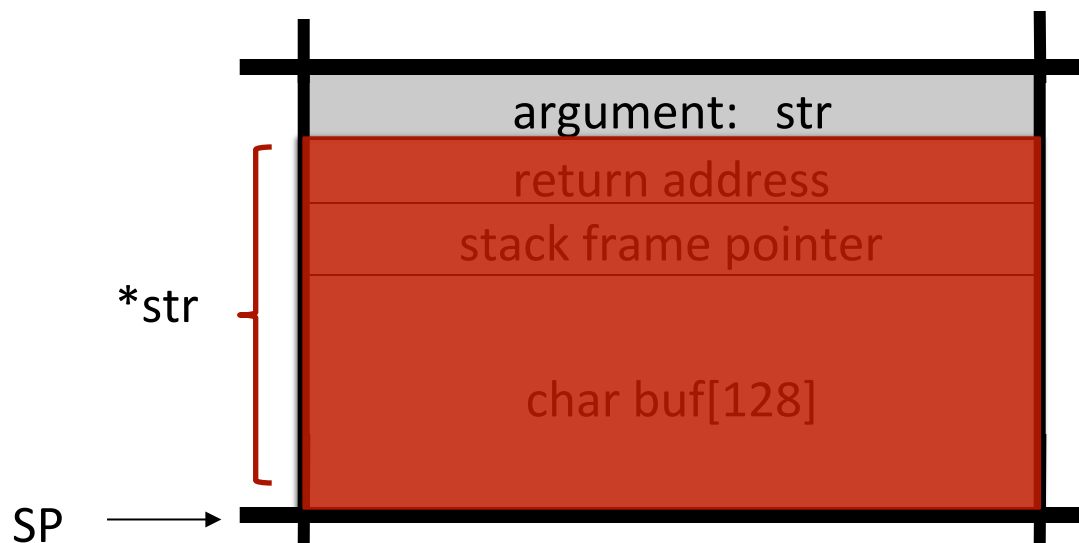 argument: str
return address
stack frame pointer
*str
char buf[128]
SP